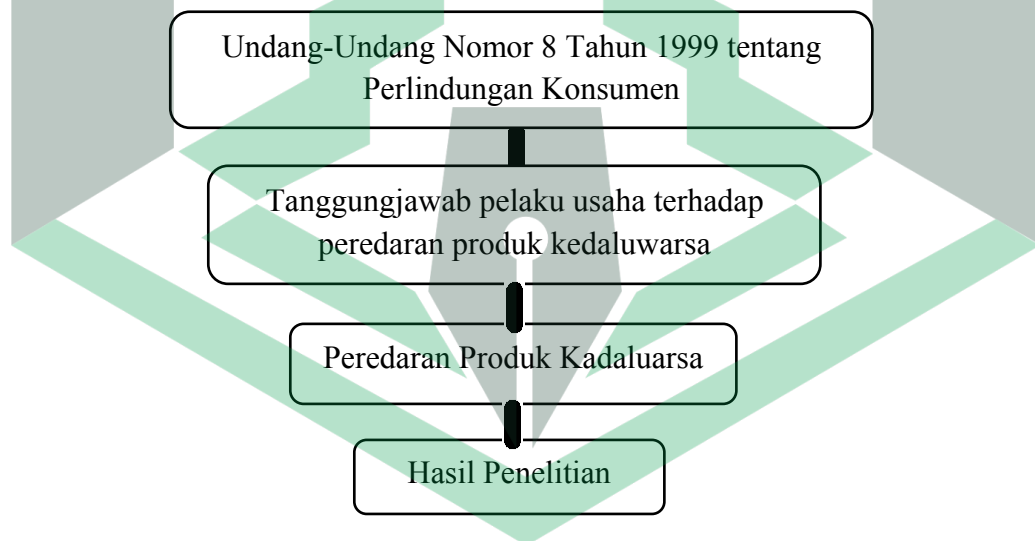 Undang-Undang Nomor 8 Tahun 1999 tentang
Perlindungan Konsumen
Tanggungjawab pelaku usaha terhadap
peredaran produk kedaluwarsa
Peredaran Produk Kadaluarsa
Hasil Penelitian